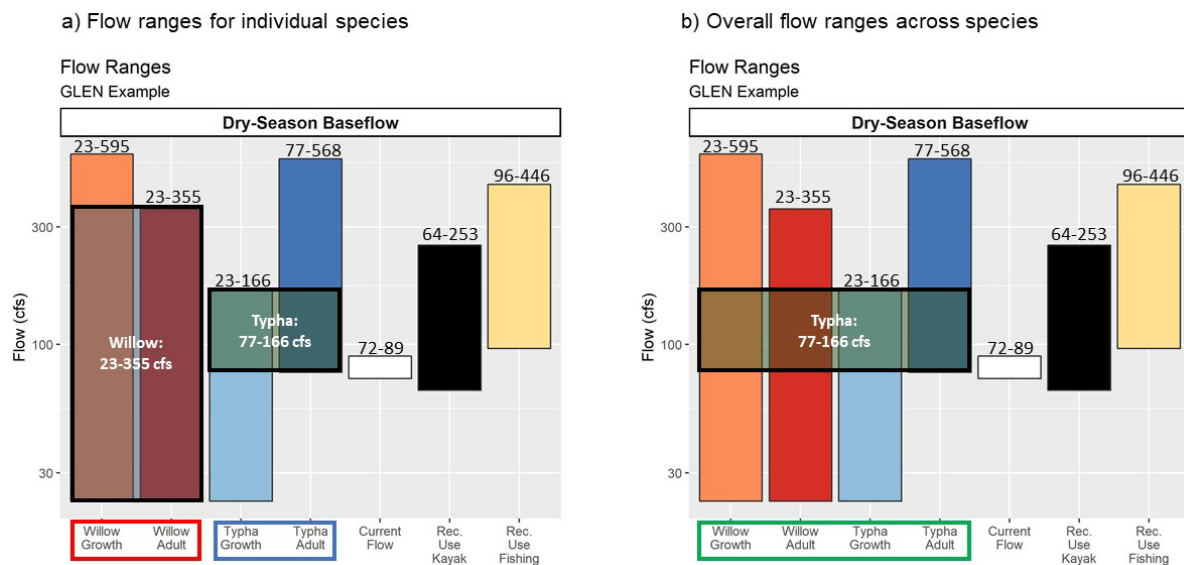 a) Flow ranges for individual species
Flow Ranges
GLEN Example
Dry-Season Baseflow
23-595
77-568
23-355
96-446
64-253
23-166
72-89
300
100
30
Flow (cfs)
Willow:
23-355 cfs
Typha:
77-166 cfs
Willow
Growth
Willow
Adult
Typha
Growth
Typha
Adult
Current
Flow
Rec.
Use
Kayak
Rec.
Use
Fishing
b) Overall flow ranges across species
Flow Ranges
GLEN Example
Dry-Season Baseflow
23-595
77-568
23-355
96-446
64-253
23-166
72-89
300
100
30
Flow (cfs)
Typha:
77-166 cfs
Willow
Growth
Willow
Adult
Typha
Growth
Typha
Adult
Current
Flow
Rec.
Use
Kayak
Rec.
Use
Fishing